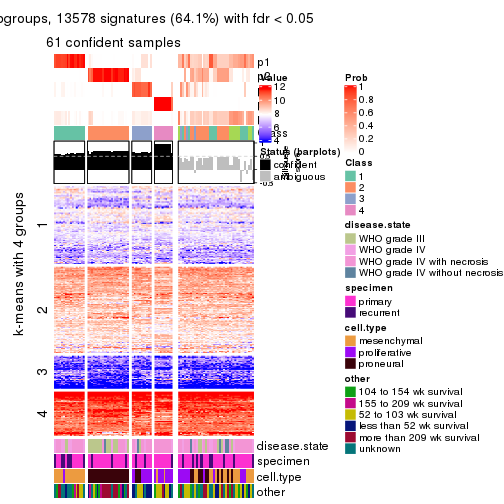 ogroups, 13578 signatures (64.1%) with fdr < 0.05
61 confident samples
p1
Value
12
10
8
6
4
Prob
1
0.8
0.6
0.4
0.2
0
Status (barplots)
confident
ambiguous
Class
1
2
3
4
disease.state
WHO grade III
WHO grade IV
WHO grade IV with necrosis
WHO grade IV without necrosis
specimen
primary
recurrent
cell.type
mesenchymal
proliferative
proneural
other
104 to 154 wk survival
155 to 209 wk survival
52 to 103 wk survival
less than 52 wk survival
more than 209 wk survival
unknown
k-means with 4 groups
1
2
3
4
disease.state
specimen
cell.type
other